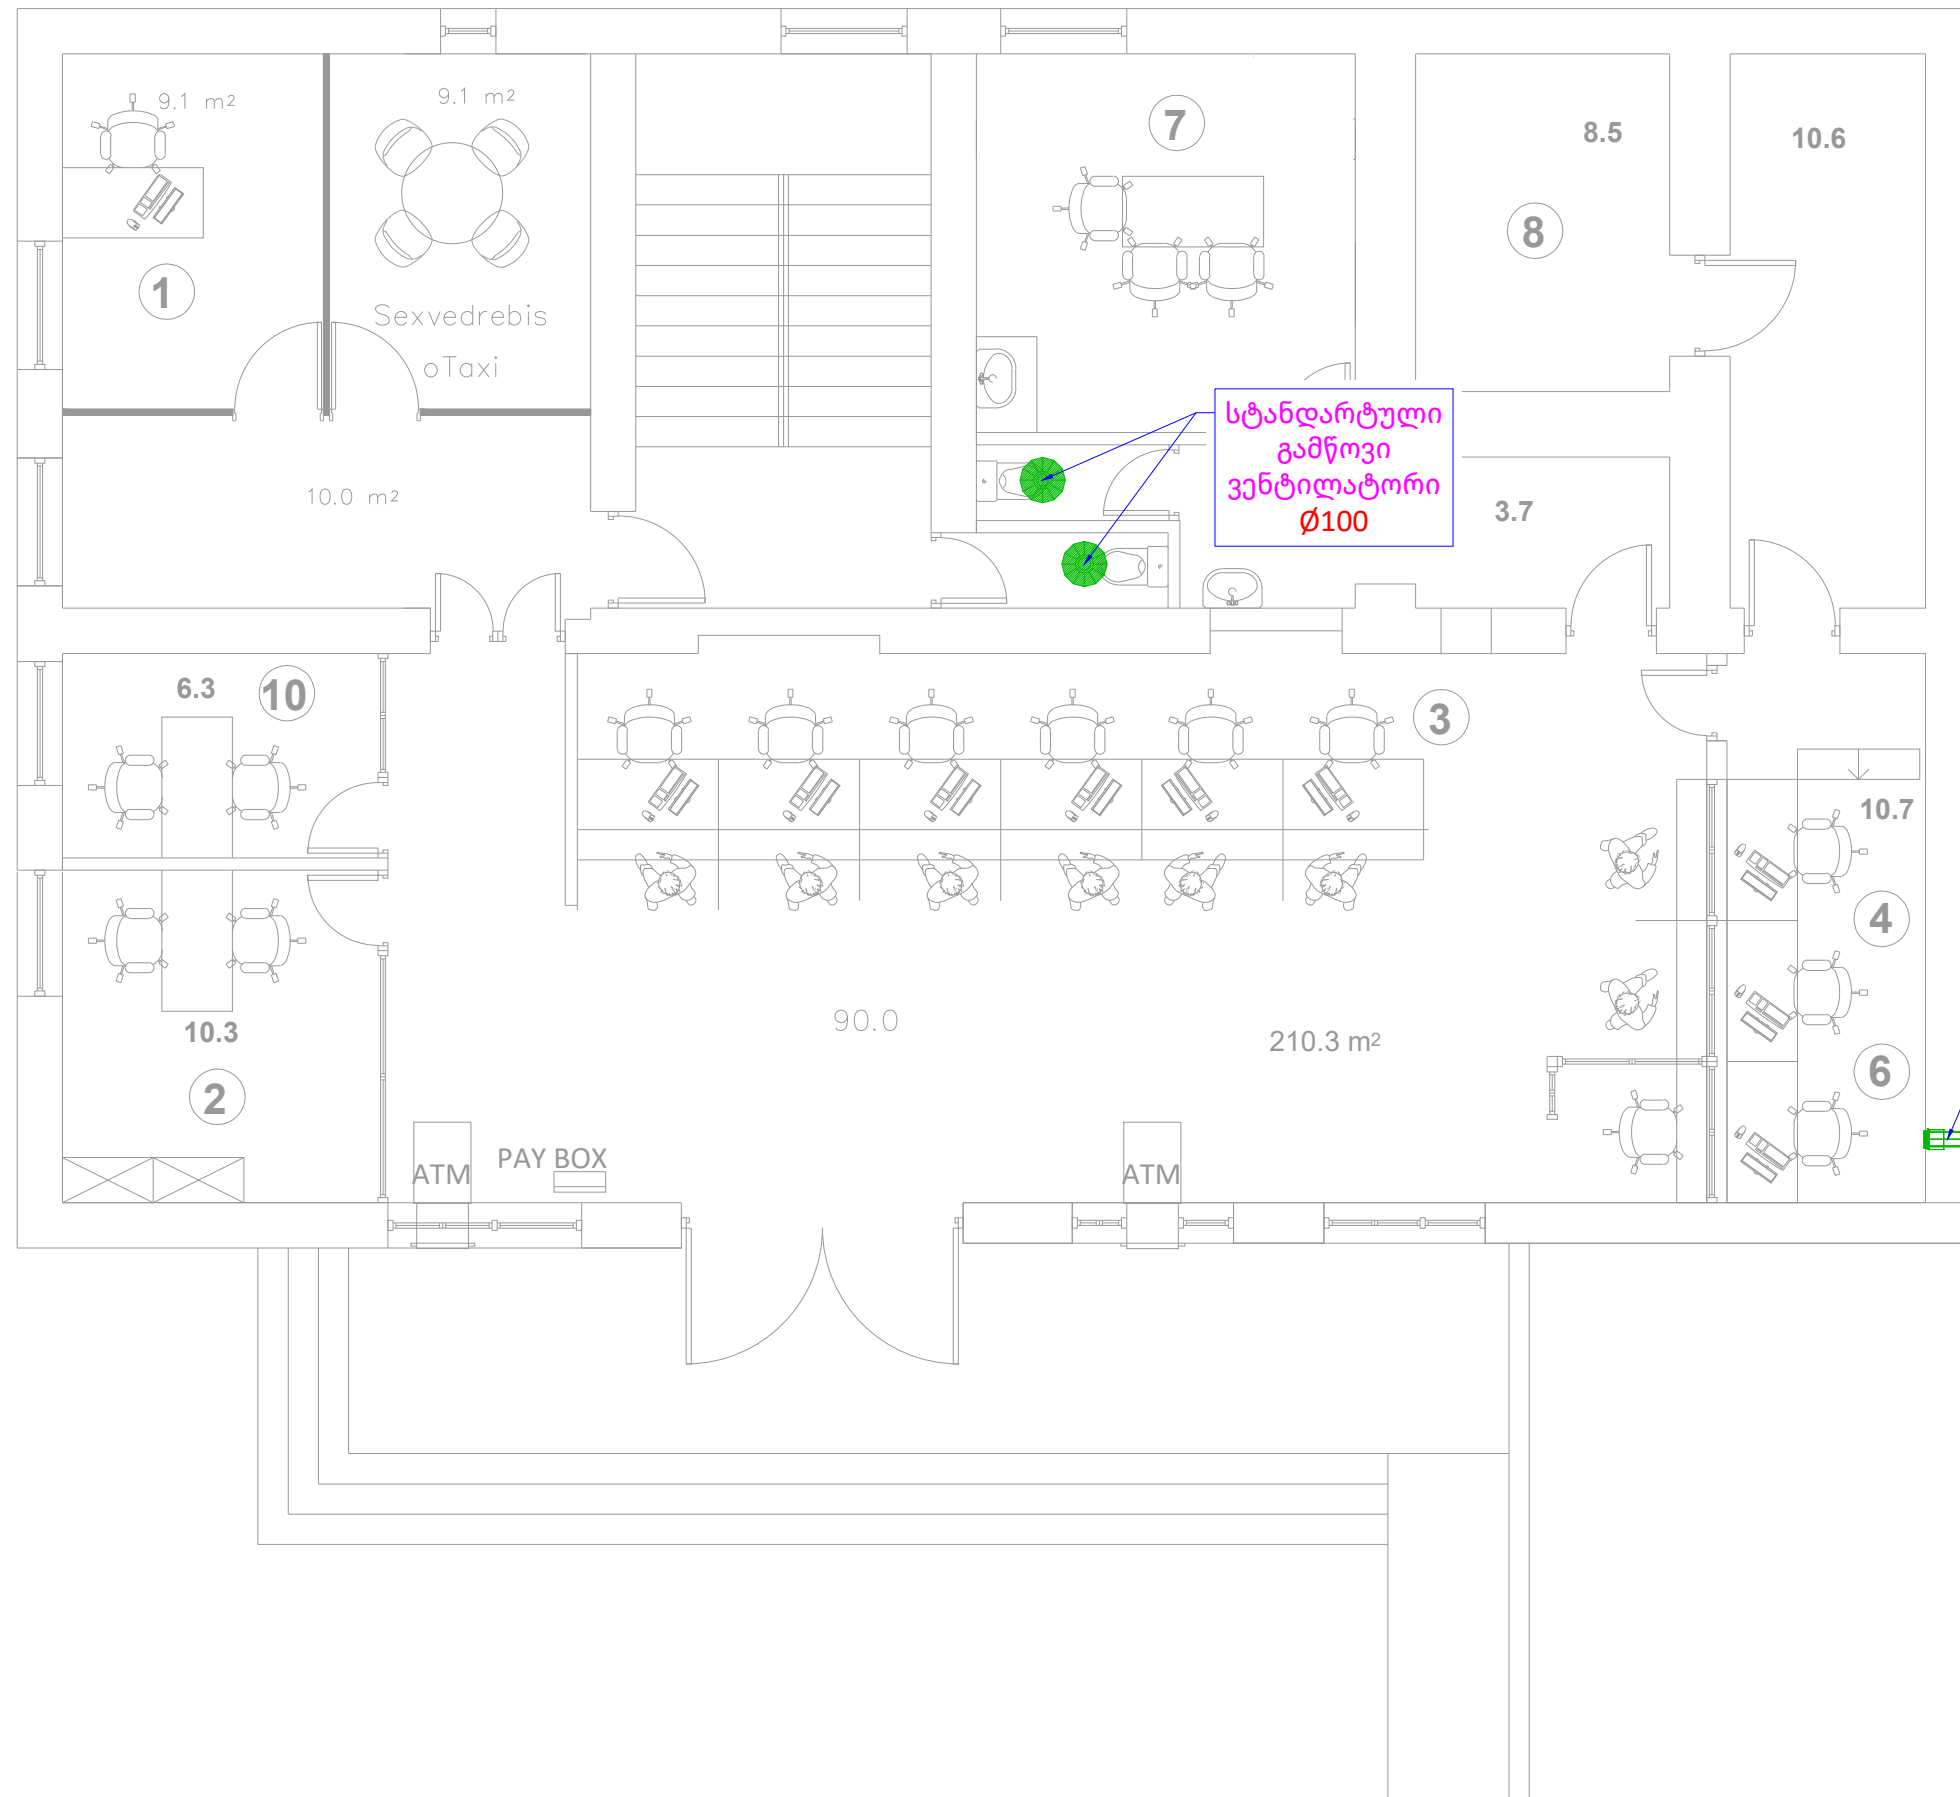 9.1 m²
9.1 m²
7
8.5
10.6
8
1
Sexvedrebis
oTaxi
სტანდარტული
გამწოვი
ვენტილატორი
Ø100
10.0 m²
3.7
6.3
10
3
10.7
4
90.0
210.3 m²
10.3
6
2
ATM
PAY BOX
ATM